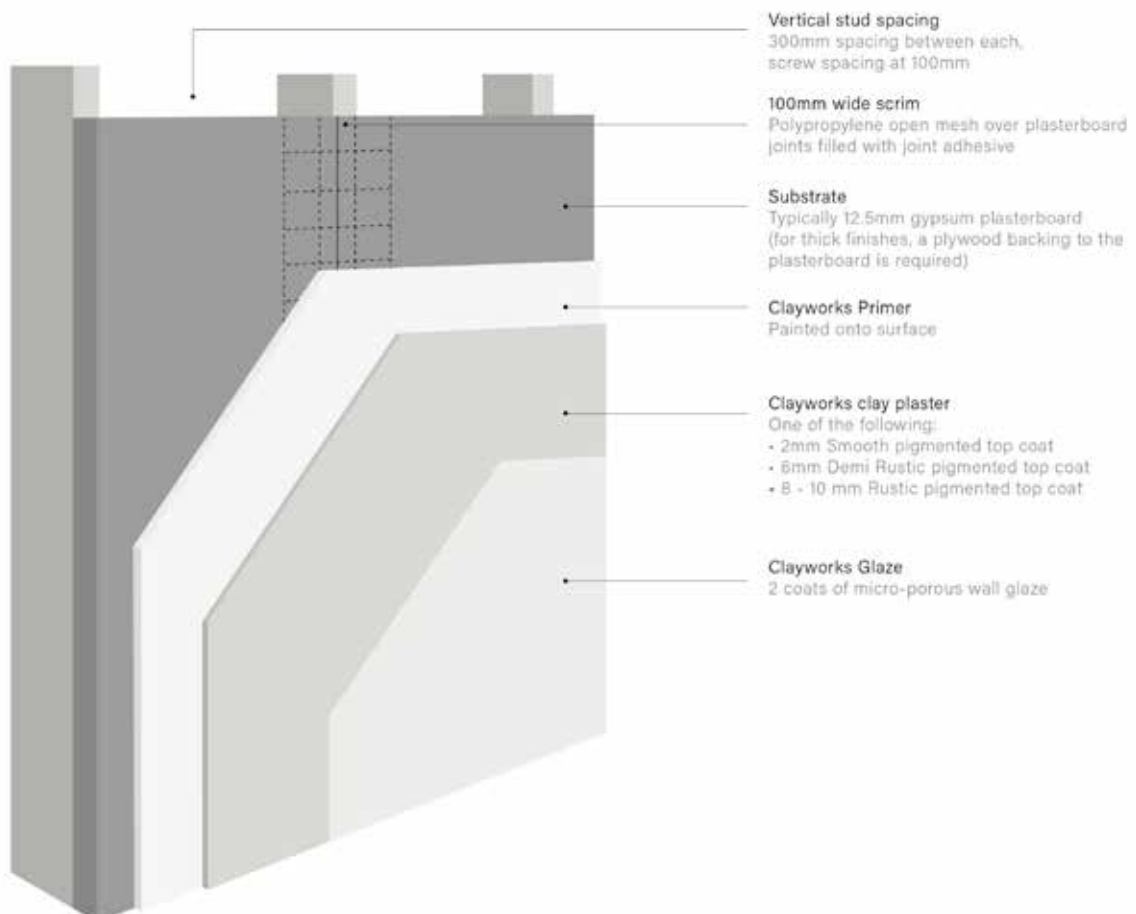 Vertical stud spacing
300mm spacing between each,
screw spacing at 100mm
100mm wide scrim
Polypropylene open mesh over plasterboard
joints filled with joint adhesive
Substrate
Typically 12.5mm gypsum plasterboard
(for thick finishes, a plywood backing to the
plasterboard is required)
Clayworks Primer
Painted onto surface
Clayworks clay plaster
One of the following:
• 2mm Smooth pigmented top coat
• 6mm Demi Rustic pigmented top coat
• 8 - 10 mm Rustic pigmented top coat
Clayworks Glaze
2 coats of micro-porous wall glaze